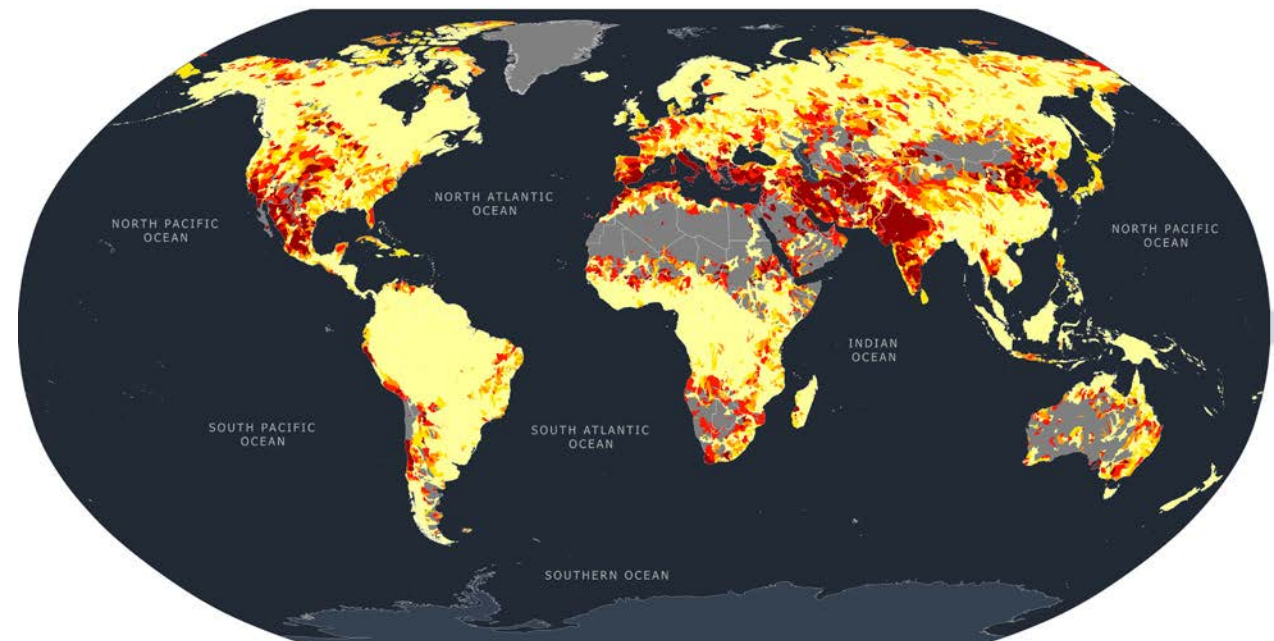 NORTH ATLANTIC
OCEAN
NORTH PACIFIC
OCEAN
NORTH PACIFIC
OCEAN
INDIAN
OCEAN
SOUTH PACIFIC
OCEAN
SOUTH ATLANTIC
OCEAN
SOUTHERN OCEAN